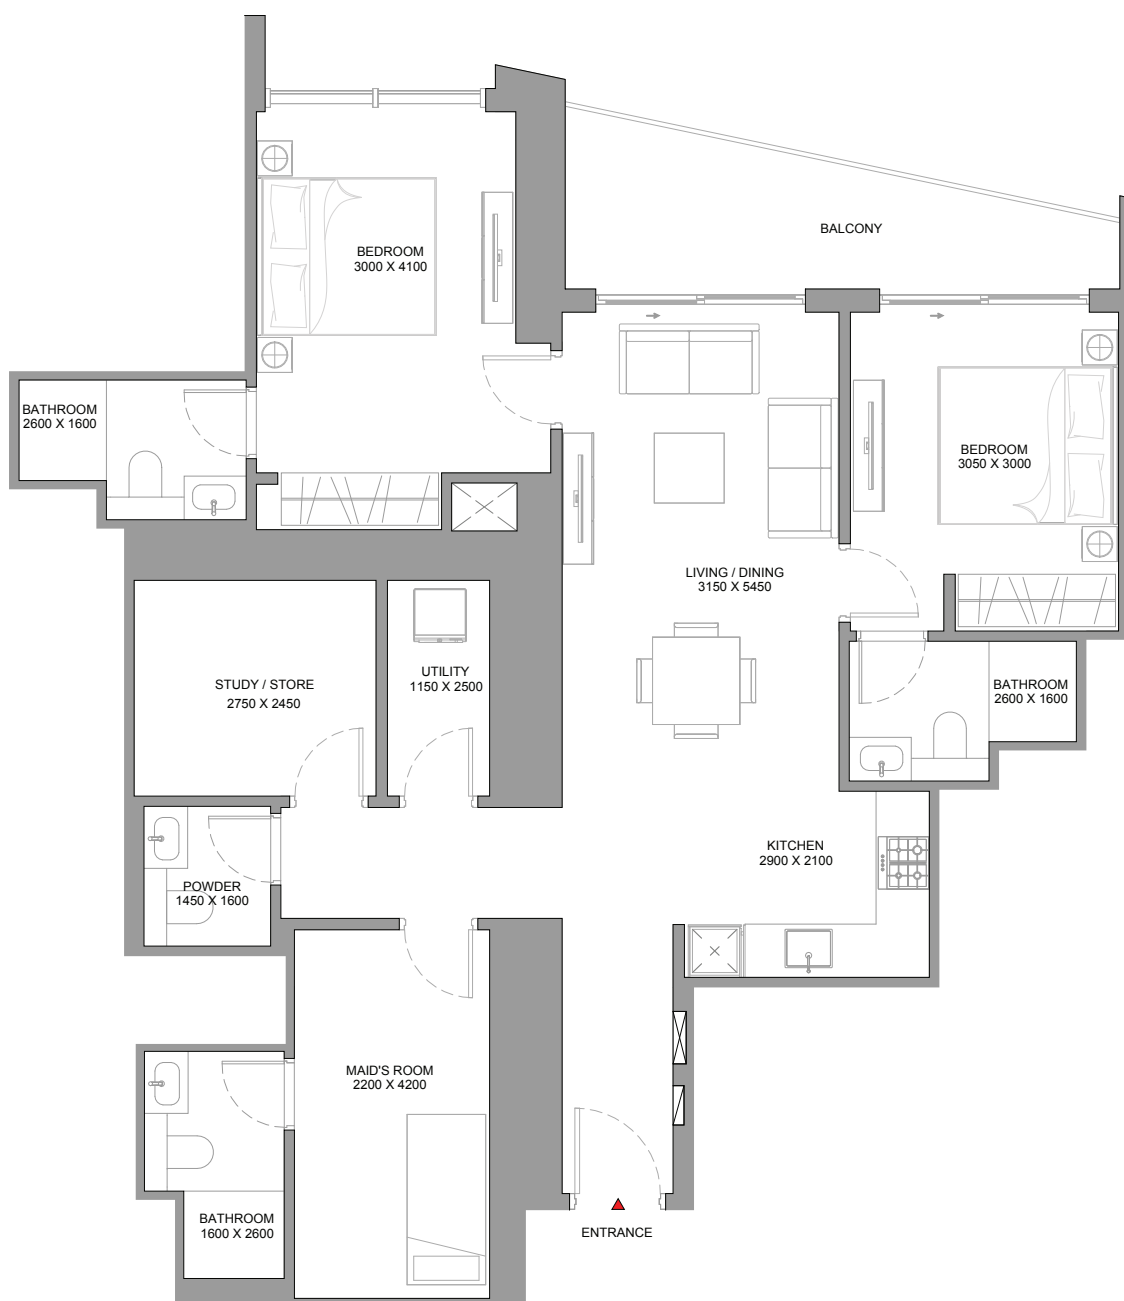 BALCONY
BEDROOM
3000 X 4100
BATHROOM
2600 X 1600
BEDROOM
3050 X 3000
LIVING / DINING
3150 X 5450
STUDY / STORE
2750 X 2450
UTILITY
1150 X 2500
BATHROOM
2600 X 1600
KITCHEN
2900 X 2100
POWDER
1450 X 1600
MAID'S ROOM
2200 X 4200
BATHROOM
1600 X 2600
ENTRANCE